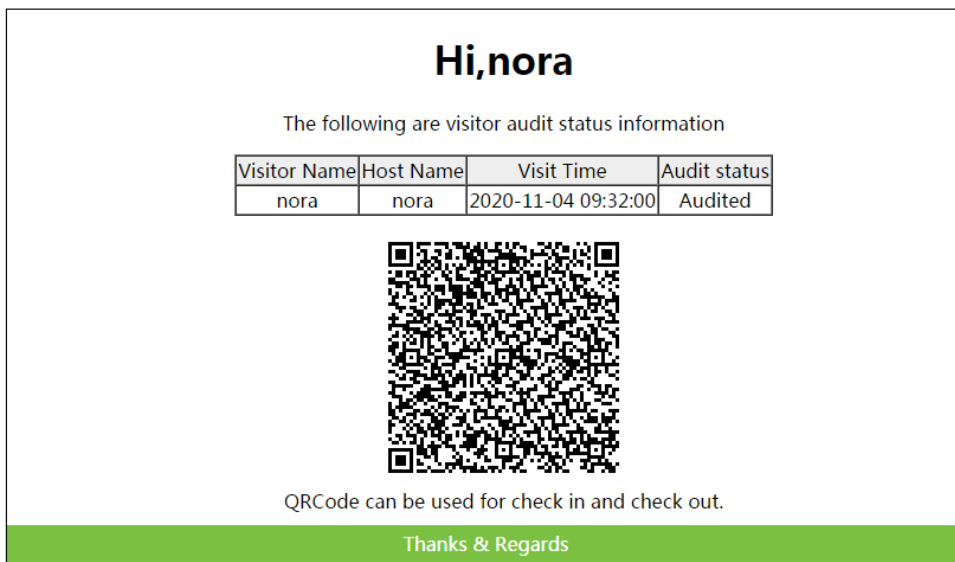 Hi,nora
The following are visitor audit status information
Visitor Name Host Name Visit Time Audit status
nora nora 2020-11-04 09:32:00 Audited
QRCode can be used for check in and check out.
Thanks & Regards